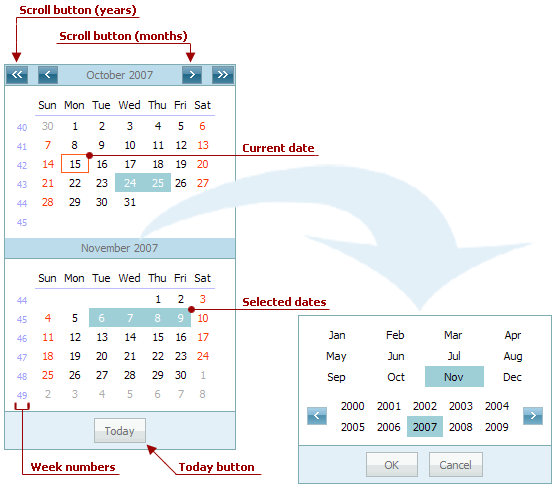 Scroll button (years)
Scroll button (months)
October 2007
Sun Mon Tue Wed Thu Fri Sat
40 30 1 2 3 4 5 6
41 7 8 9 10 11 12 13
Current date
42 14 15 16 17 18 19 20
43 21 22 23 24 25 26 27
44 28 29 30 31
45
November 2007
Sun Mon Tue Wed Thu Fri Sat
44 1 2 3
Selected dates
45 4 5 6 7 8 9 10
46 11 12 13 14 15 16 17
47 18 19 20 21 22 23 24
48 25 26 27 28 29 30 1
49 2 3 4 5 6 7 8
Today
Week numbers
Today button
Jan Feb Mar Apr
May Jun Jul Aug
Sep Oct Nov Dec
2000 2001 2002 2003 2004
2005 2006 2007 2008 2009
OK Cancel